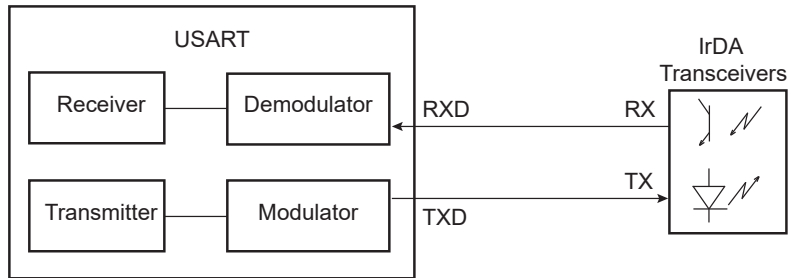 USART
IrDA
Transceivers
Receiver
Demodulator
RXD
RX
Transmitter
Modulator
TXD
TX